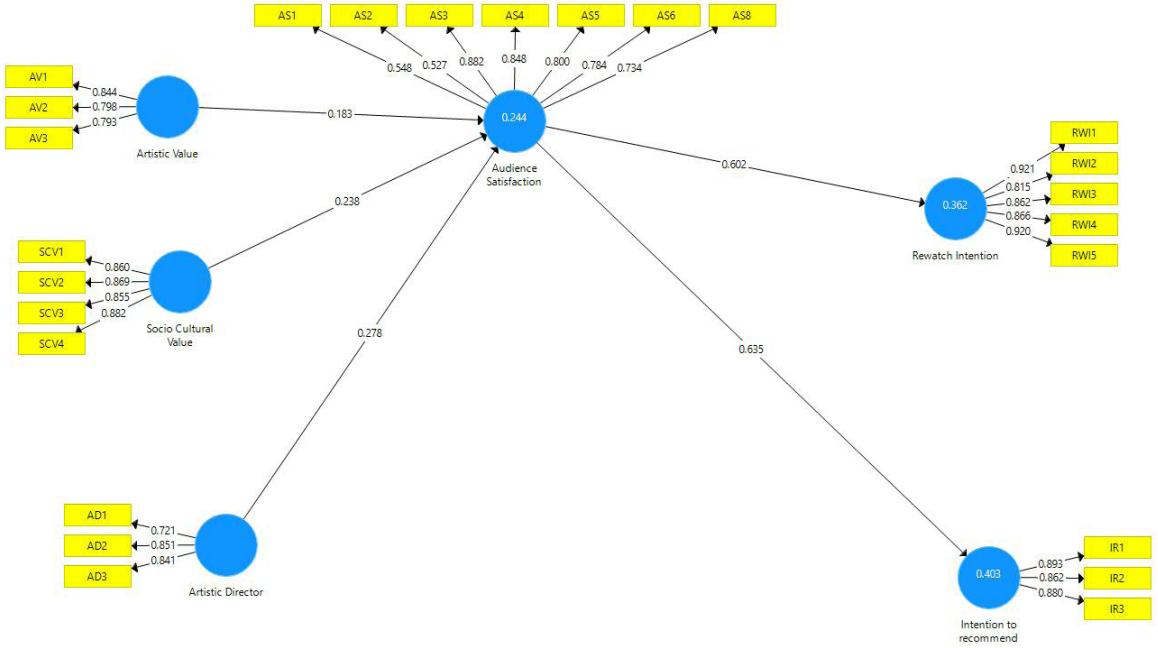 AS1
AS2
AS3
AS4
AS5
AS6
AS8
0.548
0.527
0.882
0.848
0.800
0.784
0.734
AV1
AV2
AV3
0.844
0.798
0.793
Artistic Value
0.183
0.244
Audience
Satisfaction
0.238
0.602
SCV1
SCV2
SCV3
SCV4
0.860
0.869
0.855
0.882
Socio Cultural
Value
0.278
0.635
0.362
Rewatch Intention
0.921
0.815
0.862
0.866
0.920
RWI1
RWI2
RWI3
RWI4
RWI5
AD1
AD2
AD3
0.721
0.851
0.841
Artistic Director
0.403
Intention to
recommend
0.893
0.862
0.880
IR1
IR2
IR3